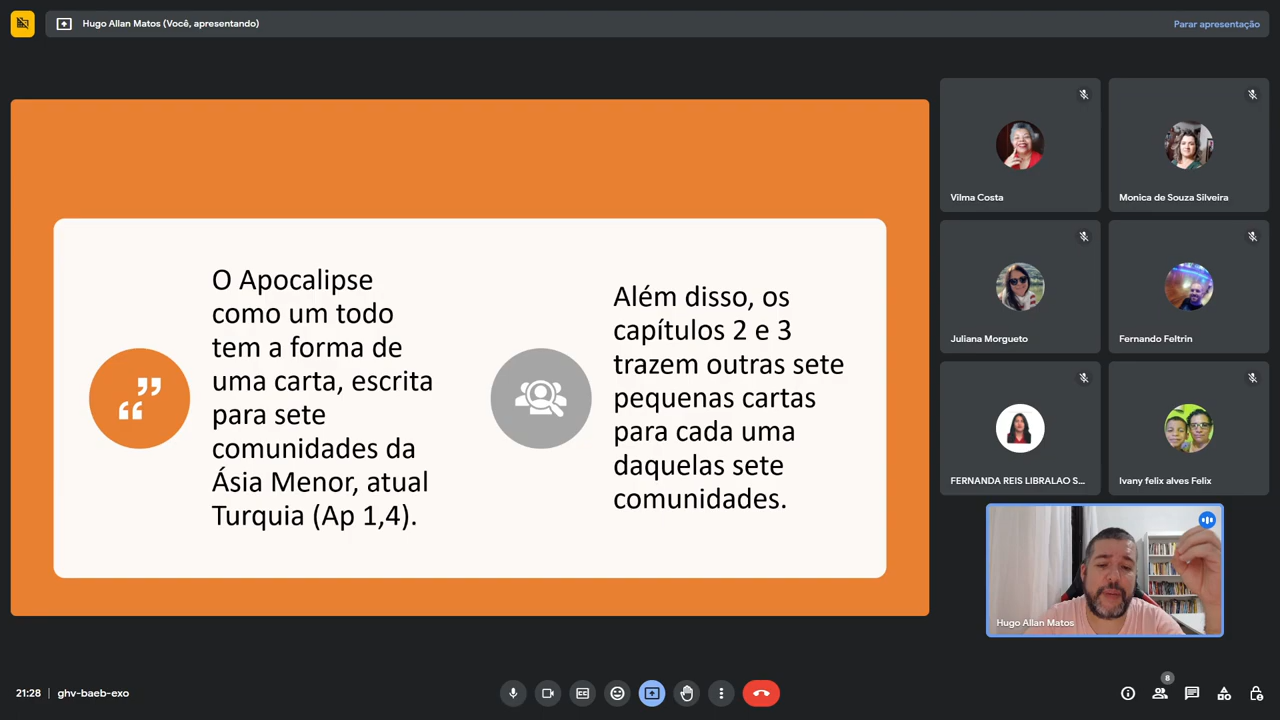 Hugo Allan Matos (Você, apresentando)
Parar apresentação
O Apocalipse
como um todo
tem a forma de
uma carta, escrita
para sete
comunidades da
Ásia Menor, atual
Turquia (Ap 1,4).
Além disso, os
capítulos 2 e 3
trazem outras sete
pequenas cartas
para cada uma
daquelas sete
comunidades.
Vilma Costa
Monica de Souza Silveira
Juliana Morgueto
Fernando Feltrin
FERNANDA REIS LIBRALAO S...
Ivany felix alves Felix
Hugo Allan Matos
21:28
ghv-baeb-exo
8